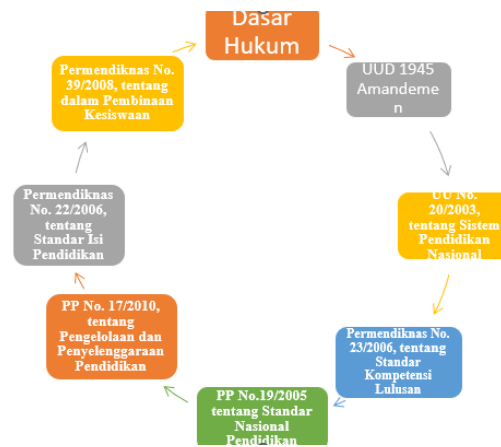 Dasar
Hukum
UUD 1945
Amandeme
n
UU No.
20/2003,
tentang Sistem
Pendidikan
Nasional
Permendiknas No.
23/2006, tentang
Standar
Kompetensi
Lulusan
PP No.19/2005
tentang Standar
Nasional
Pendidikan
PP No. 17/2010,
tentang
Pengelolaan dan
Penyelenggaraan
Pendidikan
Permendiknas
No. 22/2006,
tentang
Standar Isi
Pendidikan
Permendiknas No.
39/2008, tentang
dalam Pembinaan
Kesiswaan